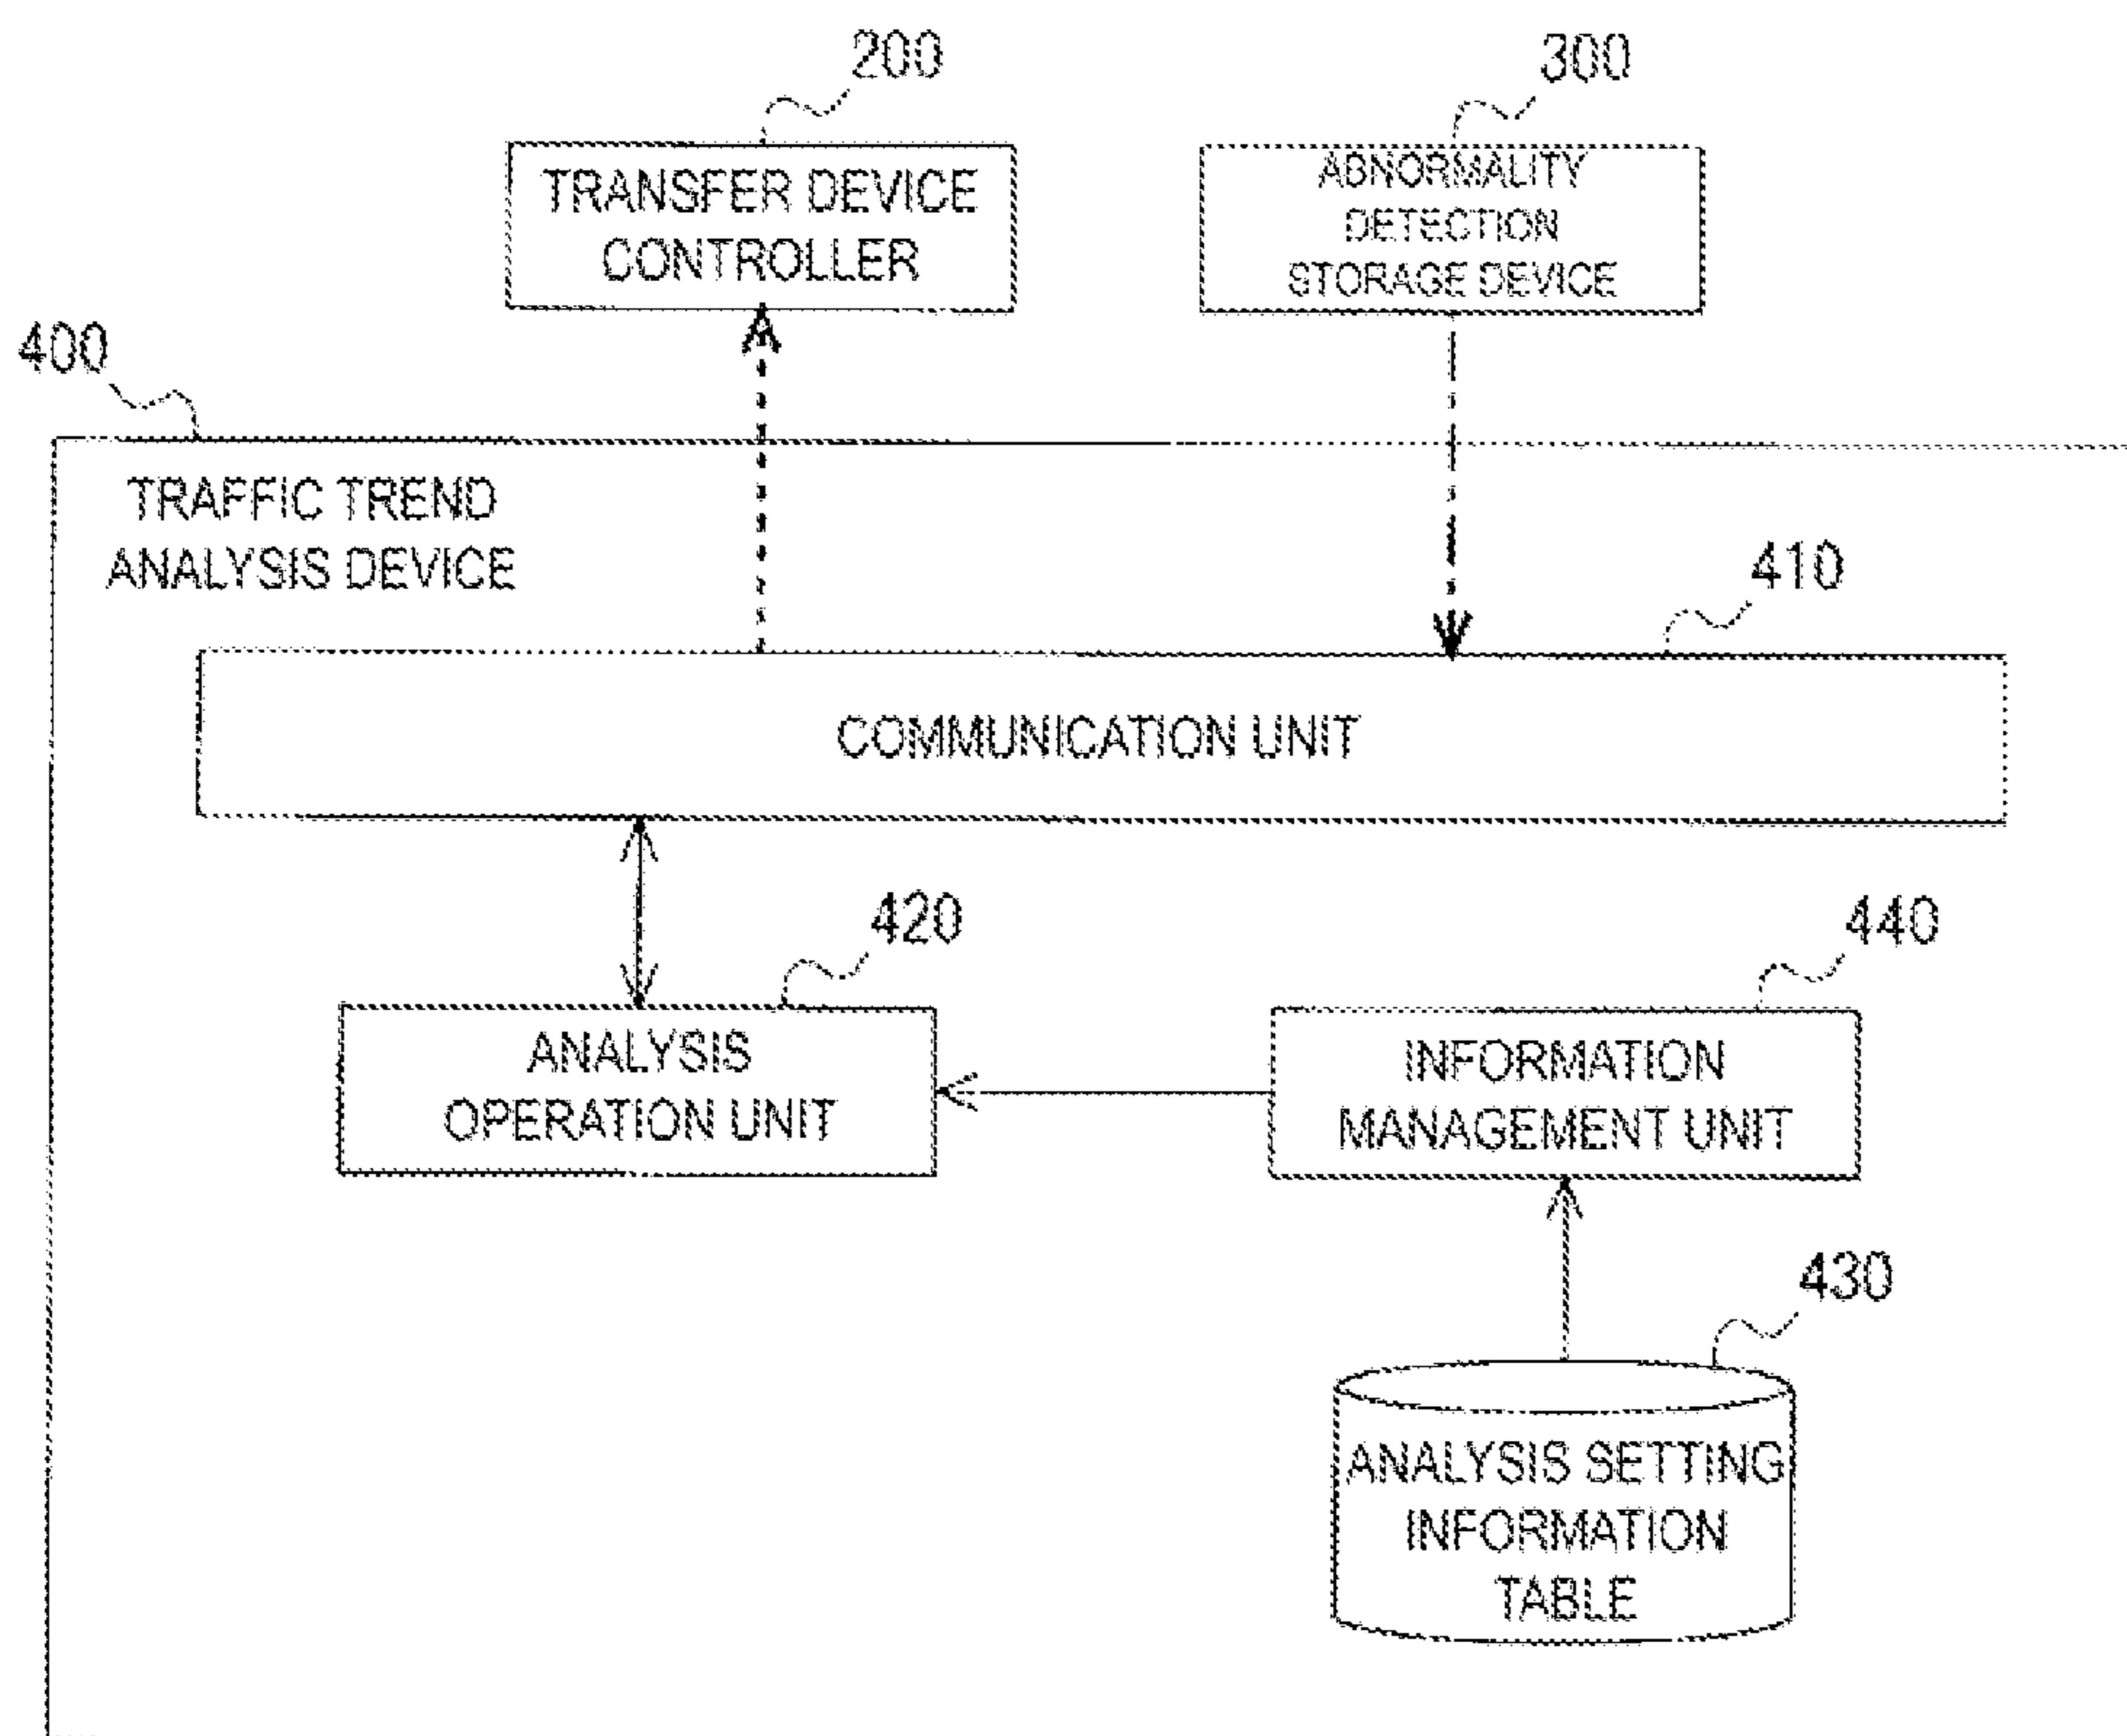 200
300
TRANSFER DEVICE
CONTROLLER
ABNORMALITY
DETECTION
STORAGE DEVICE
400
TRAFFIC TREND
ANALYSIS DEVICE
410
COMMUNICATION UNIT
420
440
ANALYSIS
OPERATION UNIT
INFORMATION
MANAGEMENT UNIT
430
ANALYSIS SETTING
INFORMATION
TABLE